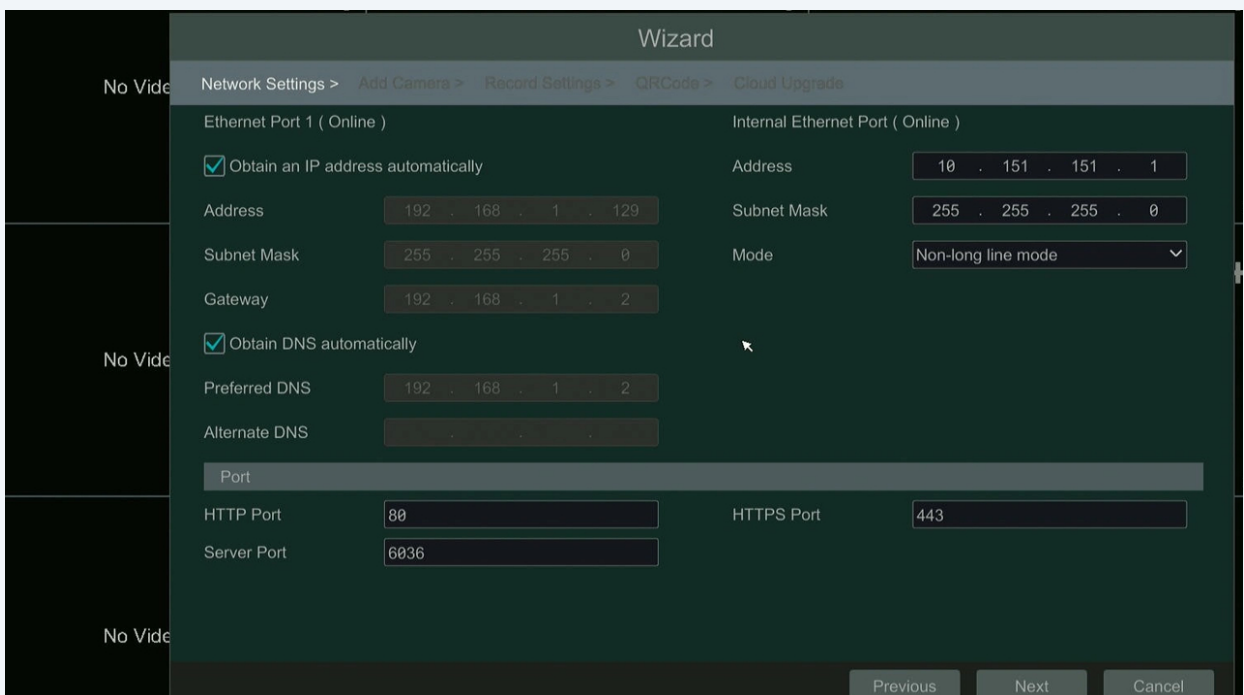 Wizard
No Vide
Network Settings > Add Camera > Record Settings > QRCode > Cloud Upgrade
Ethernet Port 1 ( Online )
Internal Ethernet Port ( Online )
Obtain an IP address automatically
Address 10 . 151 . 151 . 1
Address 192 . 168 . 1 . 129
Subnet Mask 255 . 255 . 255 . 0
Subnet Mask 255 . 255 . 255 . 0
Mode Non-long line mode
Gateway 192 . 168 . 1 . 2
Obtain DNS automatically
No Vide
Preferred DNS 192 . 168 . 1 . 2
Alternate DNS . . .
Port
HTTP Port 80
HTTPS Port 443
Server Port 6036
No Vide
Previous Next Cancel